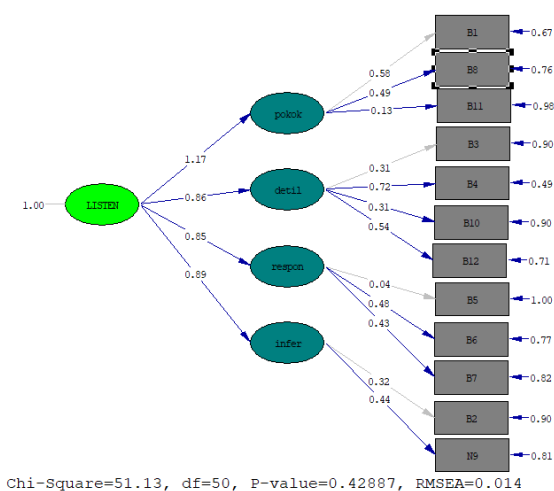 B1
0.67
0.58
B8
0.76
0.49
B11
0.98
0.13
pokok
B3
0.90
0.31
1.17
B4
0.49
0.72
detil
0.86
1.00
LISTEN
B10
0.90
0.31
B12
0.71
0.54
0.85
respon
B5
1.00
0.04
0.89
B6
0.77
0.48
B7
0.82
0.43
infer
B2
0.90
0.32
N9
0.81
0.44
Chi-Square=51.13, df=50, P-value=0.42887, RMSEA=0.014